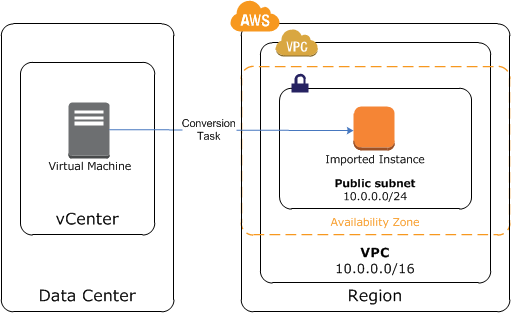 AWS
VPC
Virtual Machine
vCenter
Data Center
Conversion
Task
Imported Instance
Public subnet
10.0.0.0/24
Availability Zone
VPC
10.0.0.0/16
Region